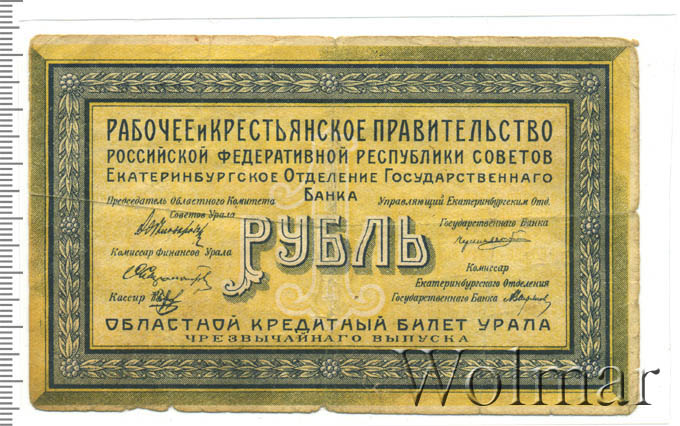 РАБОЧЕЕ И КРЕСТЬЯНСКОЕ ПРАВИТЕЛЬСТВО
РОССИЙСКОЙ ФЕДЕРАТИВНОЙ РЕСПУБЛИКИ СОВЕТОВ
ЕКАТЕРИНБУРГСКОЕ ОТДЕЛЕНИЕ ГОСУДАРСТВЕННАГО
БАНКА
Председатель Областного Комитета
Советов Урала
Управляющий Екатеринбургским Отд.
Государственнаго Банка
1
РУБЛЬ
Комиссар Финансов Урала
Комиссар
Екатеринбургского Отделения
Государственнаго Банка
Кассир
ОБЛАСТНОЙ КРЕДИТНЫЙ БИЛЕТ УРАЛА
ЧРЕЗВЫЧАЙНАГО ВЫПУСКА
Wolmar